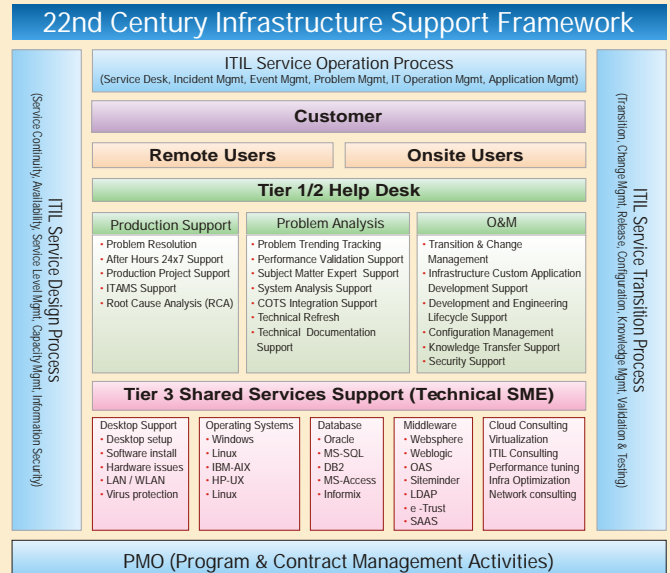 22nd Century Infrastructure Support Framework
ITIL Service Design Process
(Service Continuity, Availability, Service Level Mgmt, Capacity Mgmt, Information Security)
ITIL Service Operation Process
(Service Desk, Incident Mgmt, Event Mgmt, Problem Mgmt, IT Operation Mgmt, Application Mgmt)
Customer
Remote Users
Onsite Users
Tier 1/2 Help Desk
Production Support
• Problem Resolution
• After Hours 24x7 Support
• Production Project Support
• ITAMS Support
• Root Cause Analysis (RCA)
Problem Analysis
• Problem Trending Tracking
• Performance Validation Support
• Subject Matter Expert Support
• System Analysis Support
• COTS Integration Support
• Technical Refresh
• Technical Documentation
Support
O&M
• Transition & Change
Management
• Infrastructure Custom Application
Development Support
• Development and Engineering
Lifecycle Support
• Configuration Management
• Knowledge Transfer Support
• Security Support
Tier 3 Shared Services Support (Technical SME)
Desktop Support
• Desktop setup
• Software install
• Hardware issues
• LAN / WLAN
• Virus protection
Operating Systems
• Windows
• Linux
• IBM-AIX
• HP-UX
• Linux
Database
• Oracle
• MS-SQL
• DB2
• MS-Access
• Informix
Middleware
• Websphere
• Weblogic
• OAS
• Siteminder
• LDAP
• e -Trust
• SAAS
Cloud Consulting
Virtualization
ITIL Consulting
Performance tuning
Infra Optimization
Network consulting
ITIL Service Transition Process
(Transition, Change Mgmt, Release, Configuration, Knowledge Mgmt, Validation & Testing)
PMO (Program & Contract Management Activities)